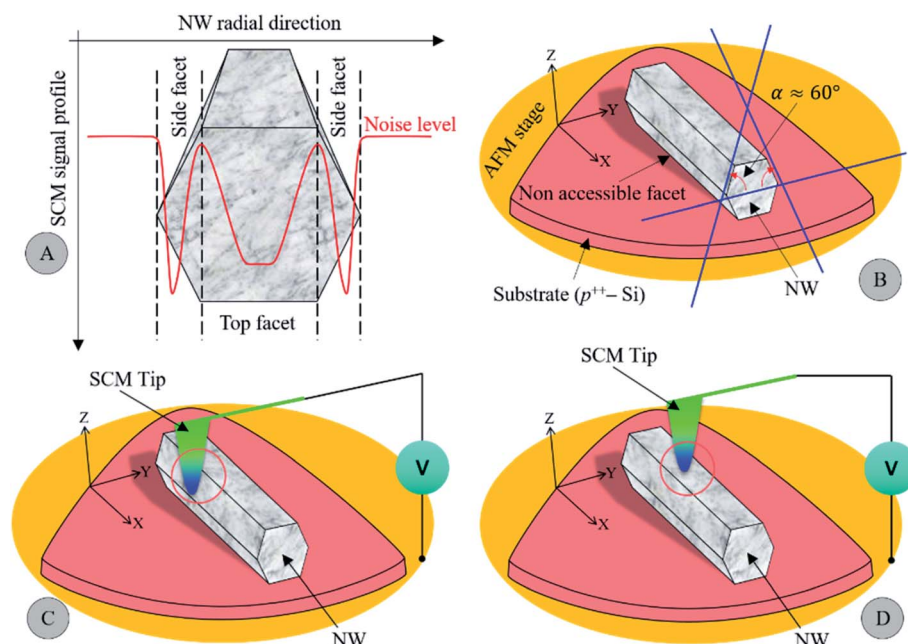 NW radial direction
SCM signal profile
Side facet
Side facet
Noise level
Top facet
A
Z
Y
X
α ≈ 60°
AFM stage
Non accessible facet
Substrate (p⁺⁺– Si)
NW
B
SCM Tip
Z
Y
X
V
NW
C
SCM Tip
Z
Y
X
V
NW
D